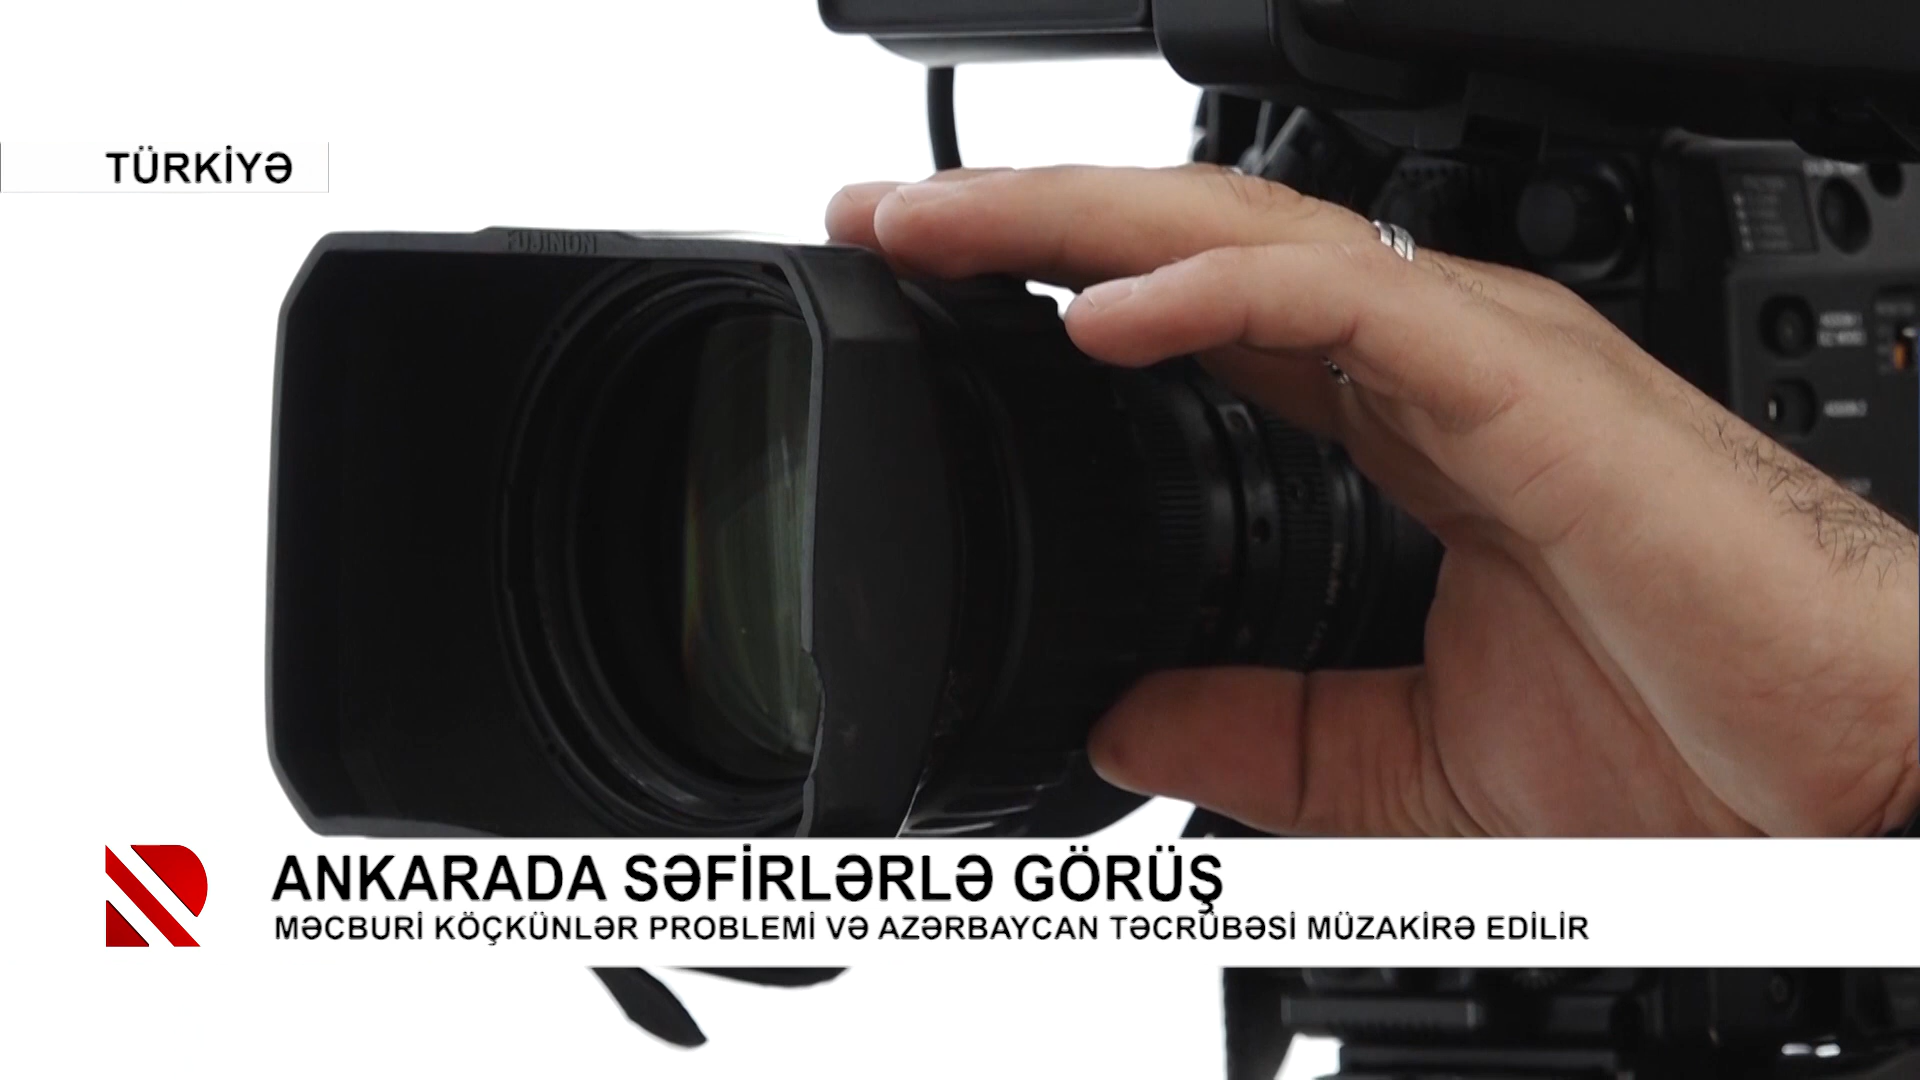 TÜRKİYƏ
FUJINON
ANKARADA SƏFİRLƏRLƏ GÖRÜŞ
MƏCBURİ KÖÇKÜNLƏR PROBLEMİ VƏ AZƏRBAYCAN TƏCRÜBƏSİ MÜZAKİRƏ EDİLİR